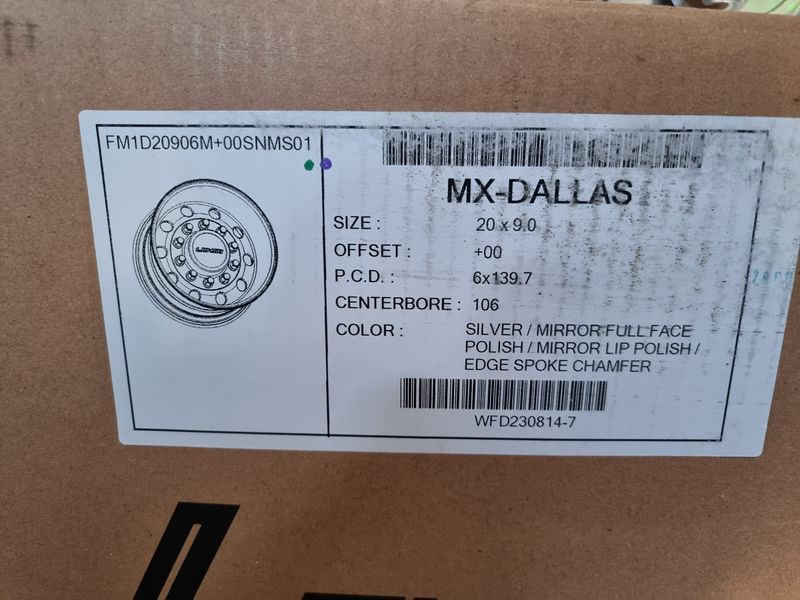 FM1D20906M+00SNMS01
MX-DALLAS
SIZE : 20 x 9.0
OFFSET : +00
P.C.D. : 6x139.7
CENTERBORE : 106
COLOR : SILVER / MIRROR FULL FACE
POLISH / MIRROR LIP POLISH /
EDGE SPOKE CHAMFER
WFD230814-7